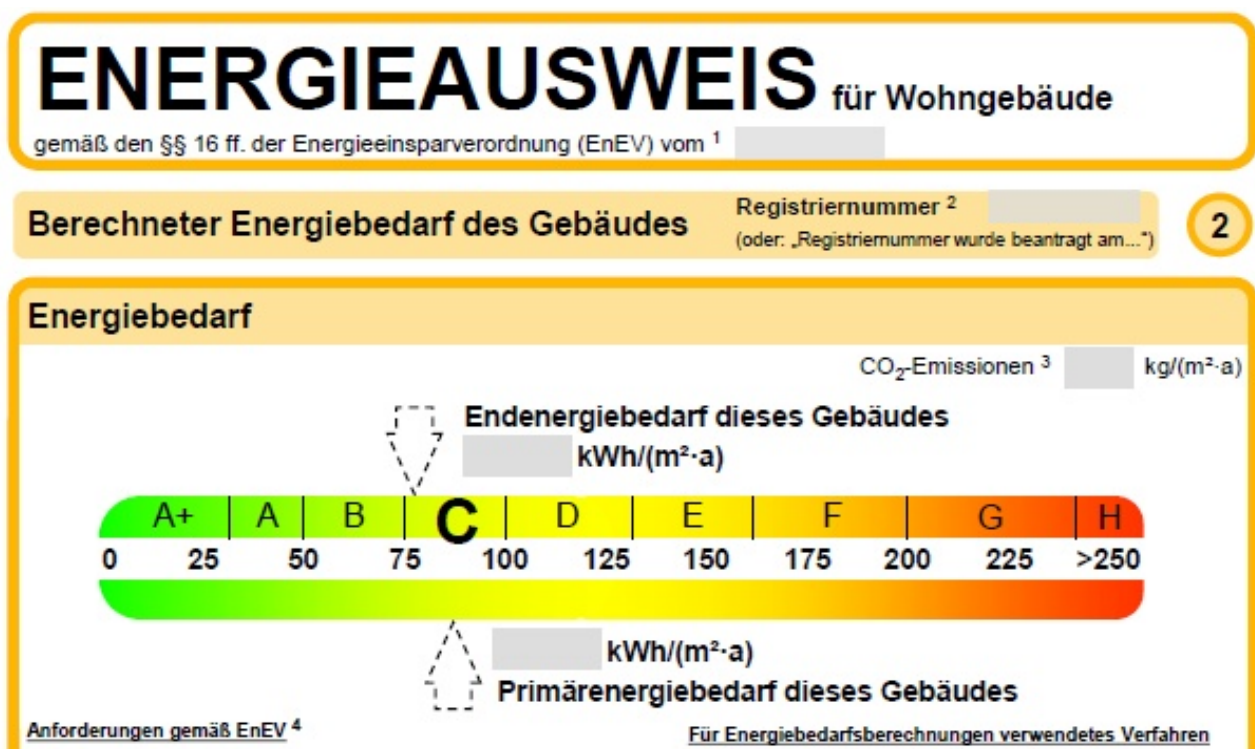 ENERGIEAUSWEIS für Wohngebäude
gemäß den §§ 16 ff. der Energieeinsparverordnung (EnEV) vom ¹
Berechneter Energiebedarf des Gebäudes
Registriernummer ²
(oder: „Registriernummer wurde beantragt am...“)
2
Energiebedarf
CO₂-Emissionen ³ kg/(m²·a)
Endenergiebedarf dieses Gebäudes
kWh/(m²·a)
A+ A B C D E F G H
0 25 50 75 100 125 150 175 200 225 >250
kWh/(m²·a)
Primärenergiebedarf dieses Gebäudes
Anforderungen gemäß EnEV ⁴
Für Energiebedarfsberechnungen verwendetes Verfahren